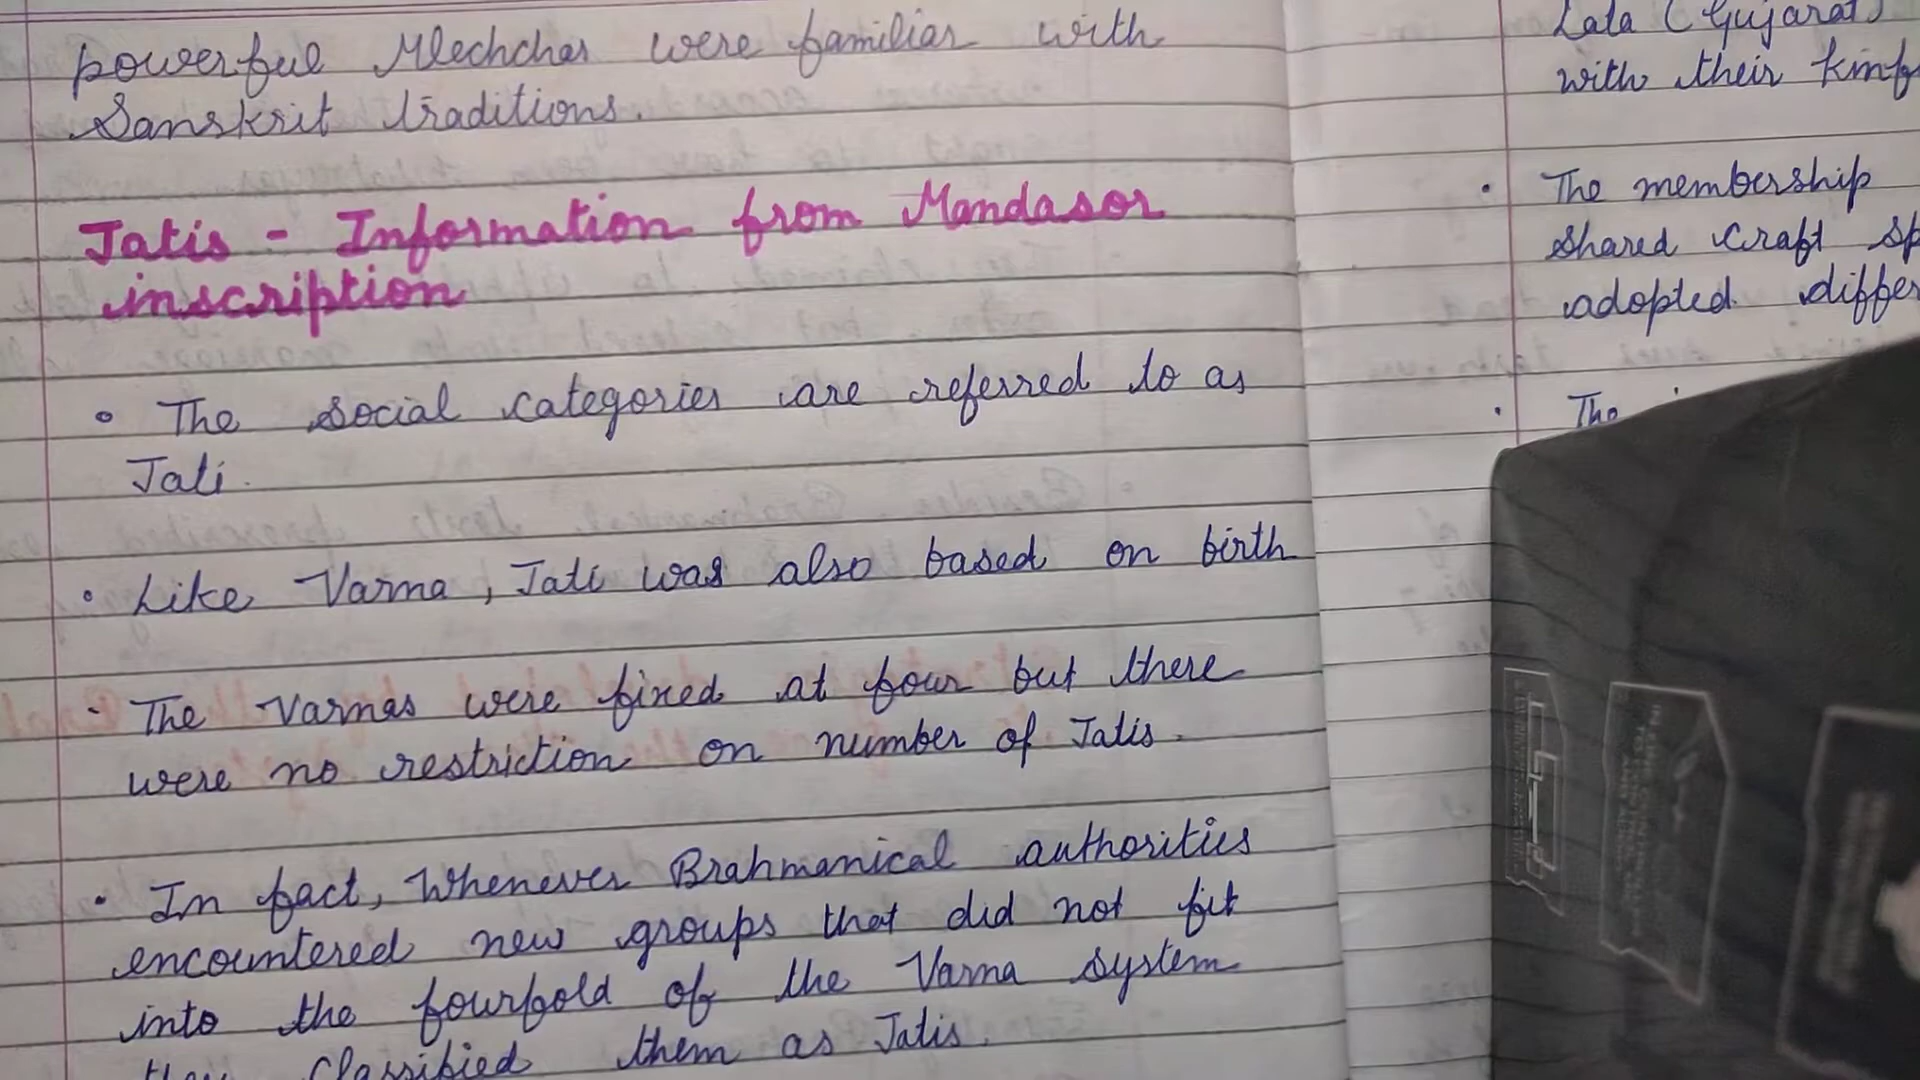 powerful Mlechchas were familiar with
Sanskrit traditions.
Jatis - Information from Mandasor
inscription
• The social categories are referred to as
Jati.
• Like Varna, Jati was also based on birth
- The Varnas were fixed at four but there
were no restriction on number of Jatis.
• In fact, Whenever Brahmanical authorities
encountered new groups that did not fit
into the fourfold of the Varna system
they classified them as Jatis.
Lata (Gujarat)
with their
• The membership
shared craft
adopted
• The